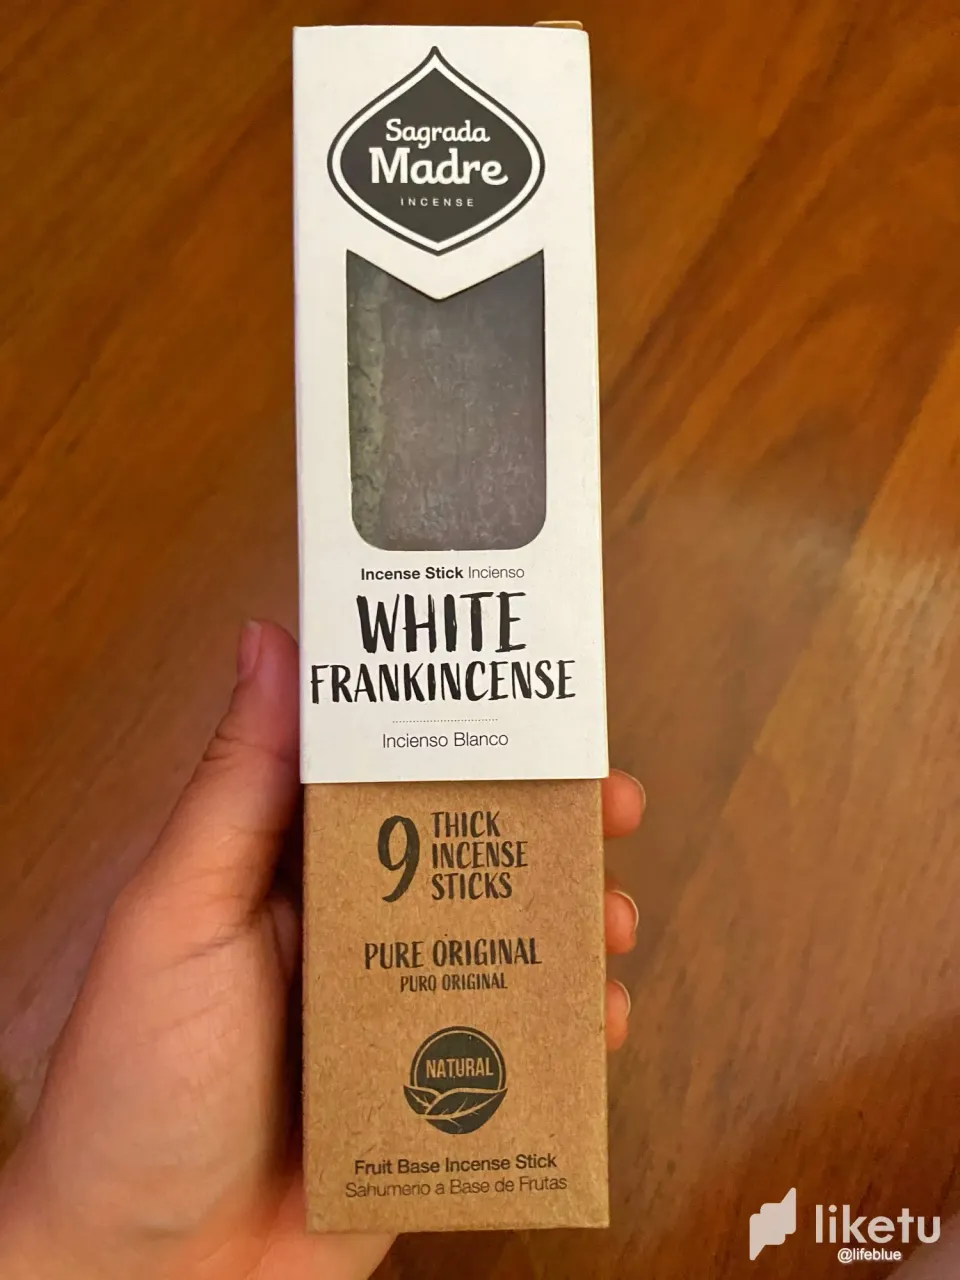 Sagrada
Madre
INCENSE
Incense Stick Incienso
WHITE
FRANKINCENSE
Incienso Blanco
9 THICK
INCENSE
STICKS
PURE ORIGINAL
PURO ORIGINAL
NATURAL
Fruit Base Incense Stick
Sahumerio a Base de Frutas
liketu
@lifeblue